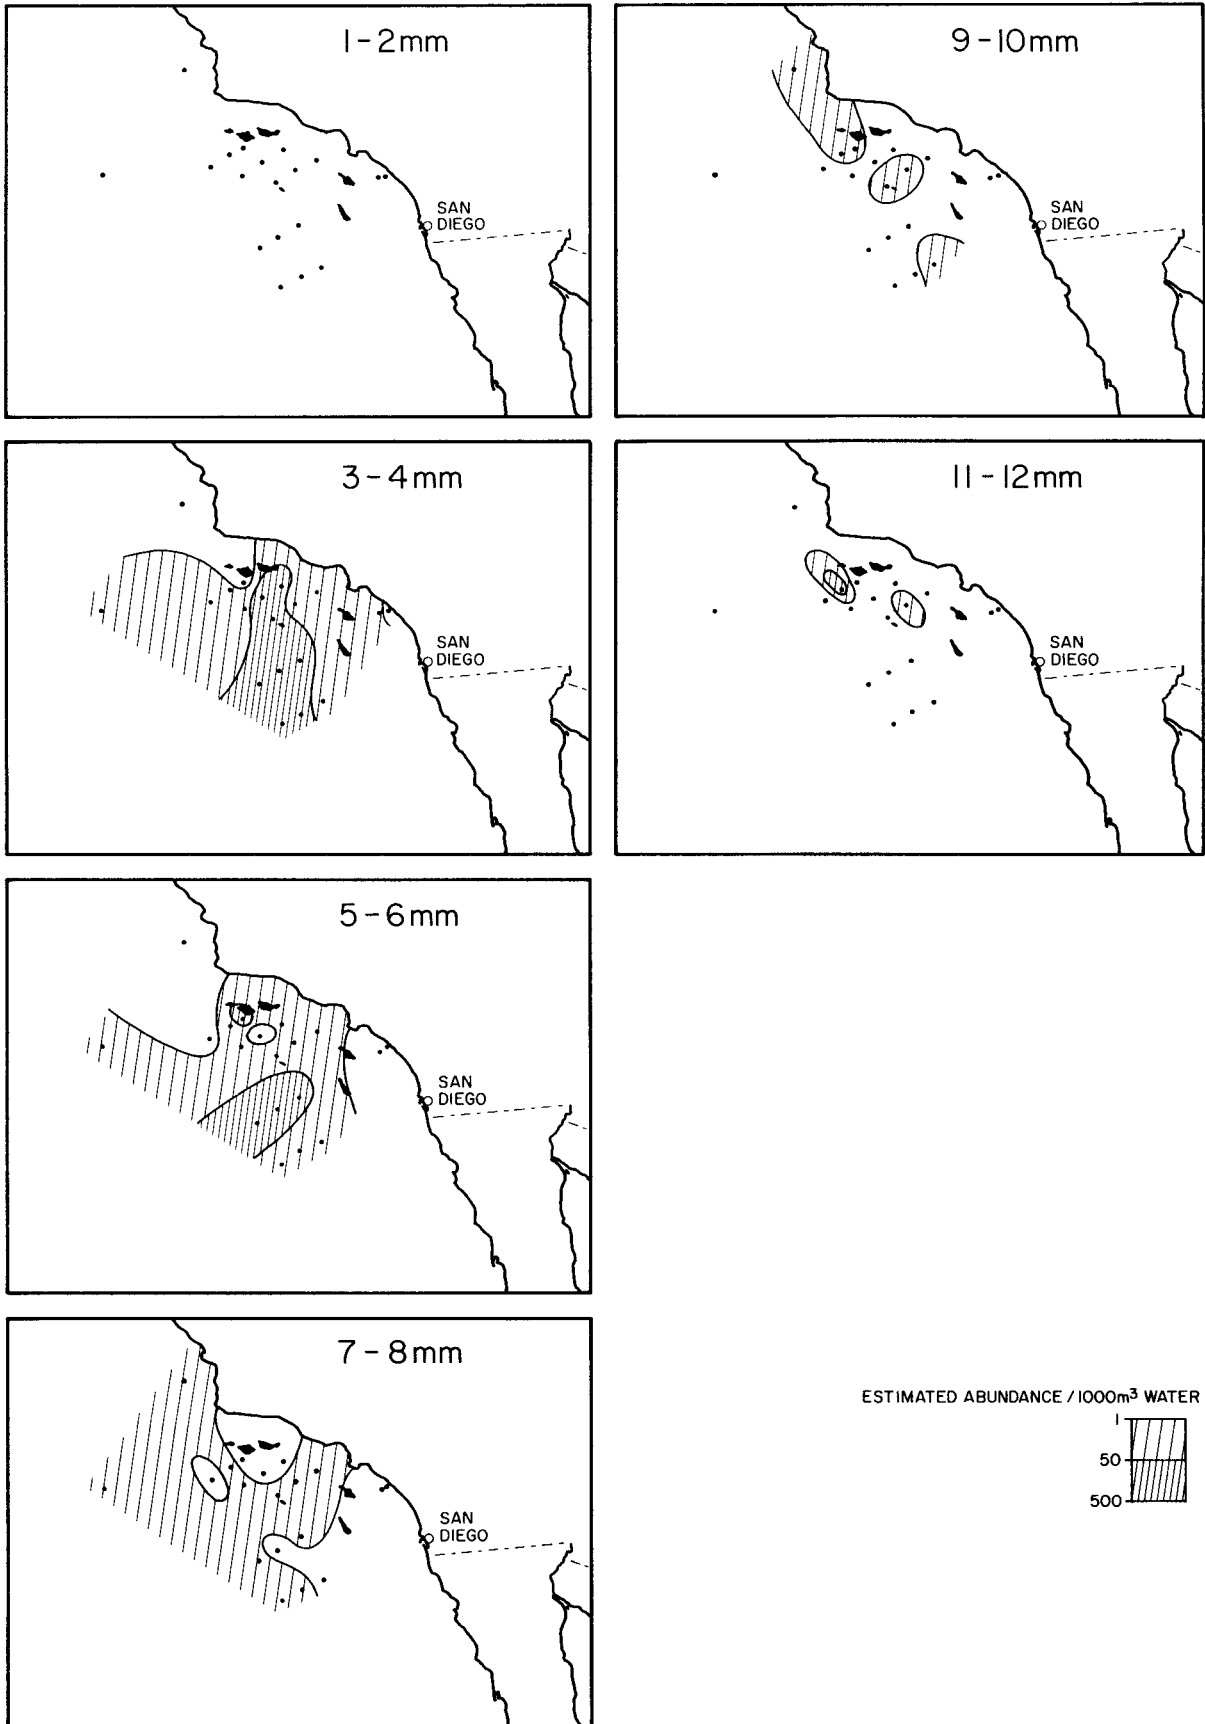 1-2mm
SAN
DIEGO
9-10mm
SAN
DIEGO
3-4mm
SAN
DIEGO
11-12mm
SAN
DIEGO
5-6mm
SAN
DIEGO
7-8mm
SAN
DIEGO
ESTIMATED ABUNDANCE / 1000m³ WATER
1
50
500